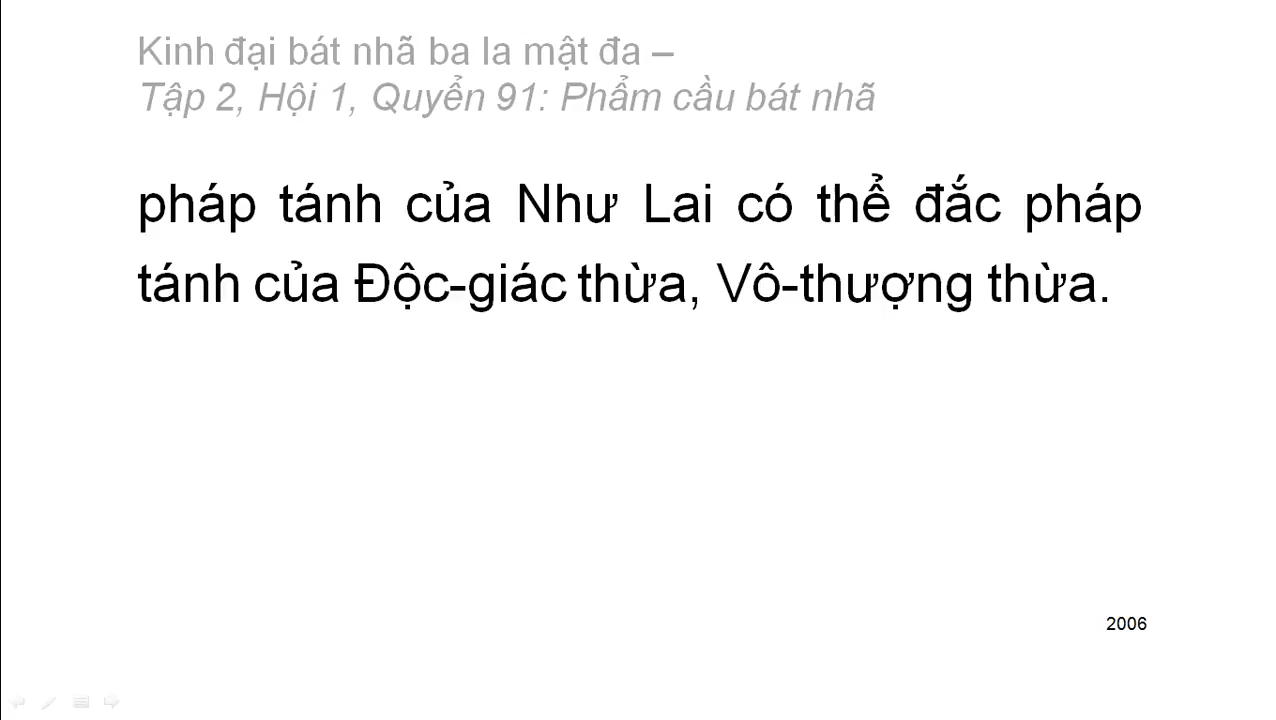 Kinh đại bát nhã ba la mật đa –
Tập 2, Hội 1, Quyển 91: Phẩm cầu bát nhã
pháp tánh của Như Lai có thể đắc pháp
tánh của Độc-giác thừa, Vô-thượng thừa.
2006